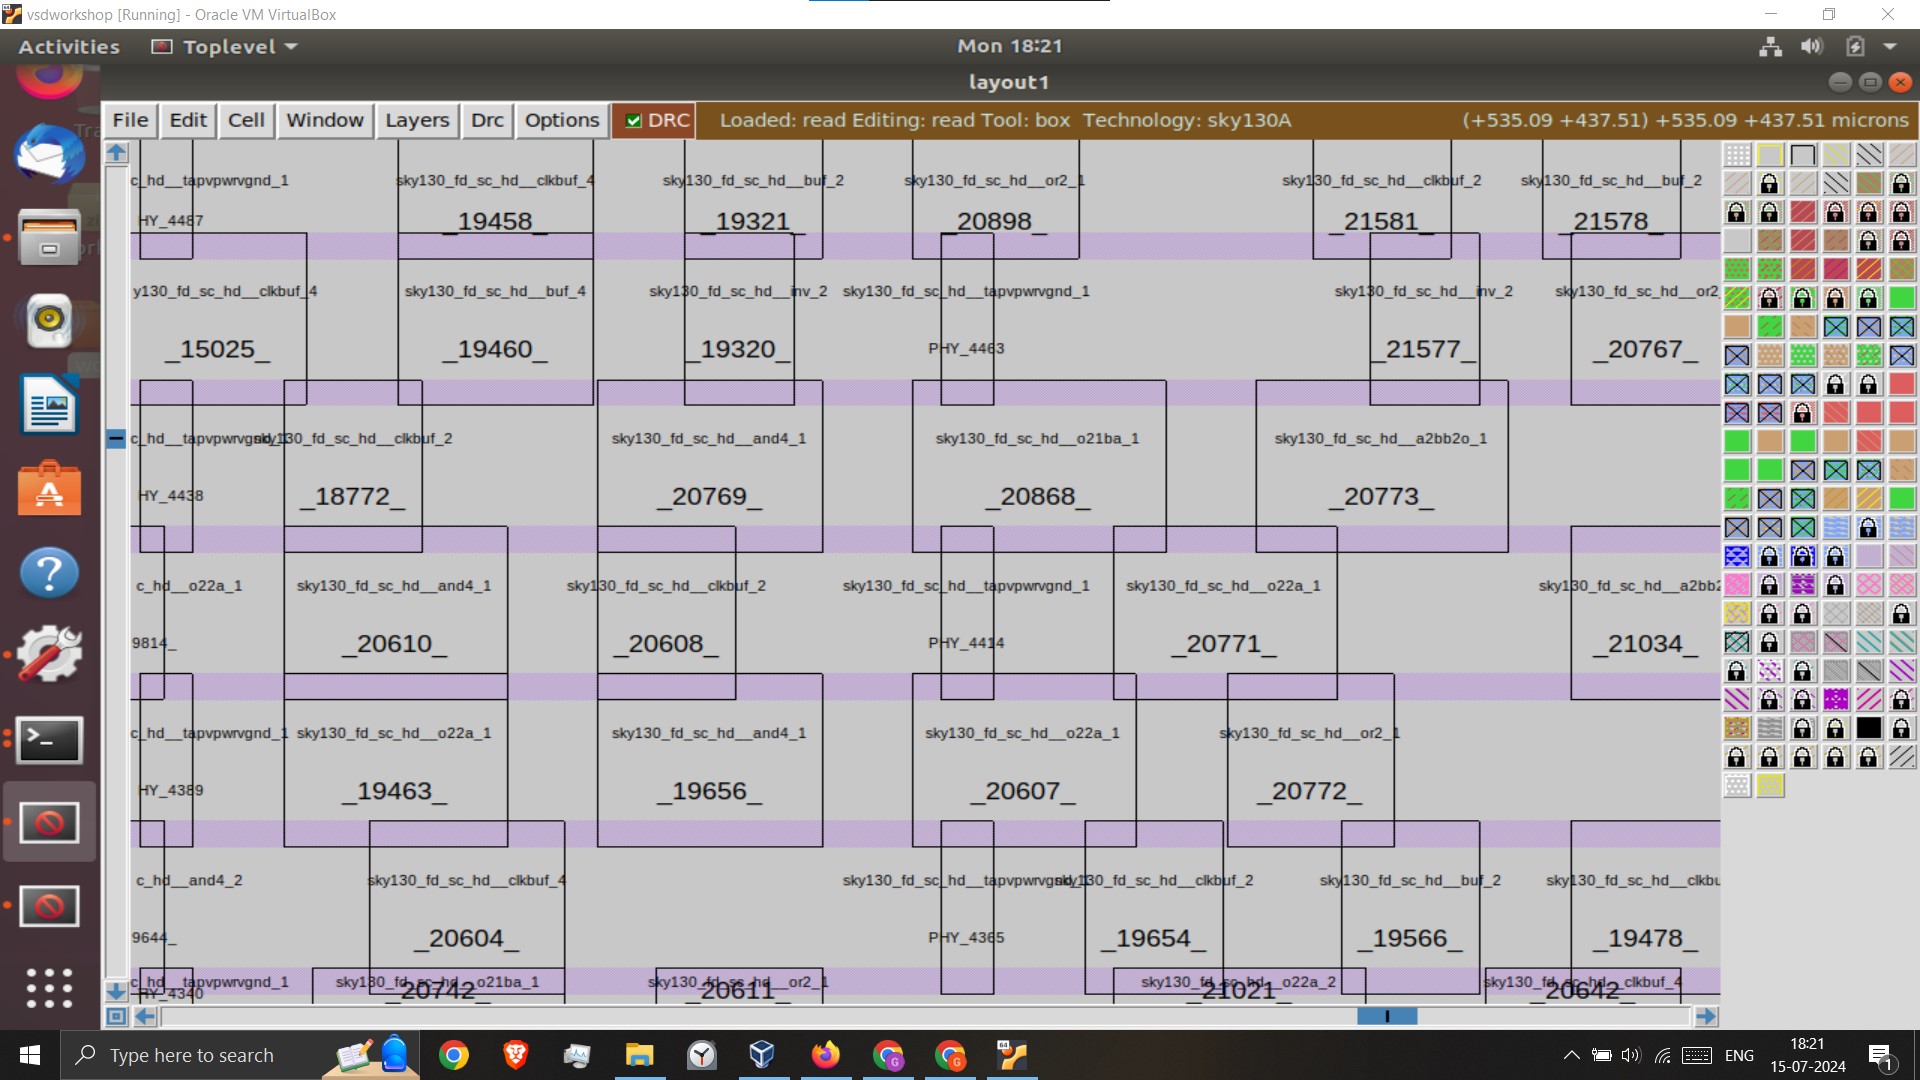 vsdworkshop [Running] - Oracle VM VirtualBox
Activities Toplevel Mon 18:21
layout1
File Edit Cell Window Layers Drc Options DRC Loaded: read Editing: read Tool: box Technology: sky130A (+535.09 +437.51) +535.09 +437.51 microns
c_hd__tapvpwrvgnd_1 sky130_fd_sc_hd__clkbuf_4 sky130_fd_sc_hd__buf_2 sky130_fd_sc_hd__or2_1 sky130_fd_sc_hd__clkbuf_2 sky130_fd_sc_hd__buf_2
HY_4487 _19458_ _19321_ _20898_ _21581_ _21578_
y130_fd_sc_hd__clkbuf_4 sky130_fd_sc_hd__buf_4 sky130_fd_sc_hd__inv_2 sky130_fd_sc_hd__tapvpwrvgnd_1 sky130_fd_sc_hd__inv_2 sky130_fd_sc_hd__or2_
_15025_ _19460_ _19320_ PHY_4463 _21577_ _20767_
c_hd__tapvpwrvgnd_1 sky130_fd_sc_hd__clkbuf_2 sky130_fd_sc_hd__and4_1 sky130_fd_sc_hd__o21ba_1 sky130_fd_sc_hd__a2bb2o_1
HY_4438 _18772_ _20769_ _20868_ _20773_
c_hd__o22a_1 sky130_fd_sc_hd__and4_1 sky130_fd_sc_hd__clkbuf_2 sky130_fd_sc_hd__tapvpwrvgnd_1 sky130_fd_sc_hd__o22a_1 sky130_fd_sc_hd__a2bb2
9814_ _20610_ _20608_ PHY_4414 _20771_ _21034_
c_hd__tapvpwrvgnd_1 sky130_fd_sc_hd__o22a_1 sky130_fd_sc_hd__and4_1 sky130_fd_sc_hd__o22a_1 sky130_fd_sc_hd__or2_1
HY_4389 _19463_ _19656_ _20607_ _20772_
c_hd__and4_2 sky130_fd_sc_hd__clkbuf_4 sky130_fd_sc_hd__tapvpwrvgnd_1 sky130_fd_sc_hd__clkbuf_2 sky130_fd_sc_hd__buf_2 sky130_fd_sc_hd__clkbu
9644_ _20604_ PHY_4365 _19654_ _19566_ _19478_
c_hd__tapvpwrvgnd_1 sky130_fd_sc_hd__o21ba_1 sky130_fd_sc_hd__or2_1 sky130_fd_sc_hd__o22a_2 sky130_fd_sc_hd__clkbuf_4
HY_4340 _20742_ _20611_ _21021_ _20642_
Type here to search ENG 18:21
15-07-2024 1